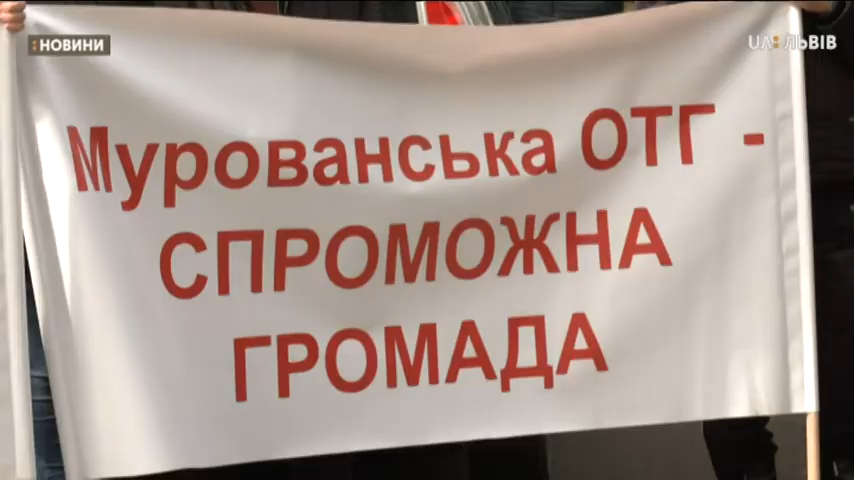 :НОВИНИ
UA: ЛЬВІВ
Мурованська ОТГ -
СПРОМОЖНА
ГРОМАДА